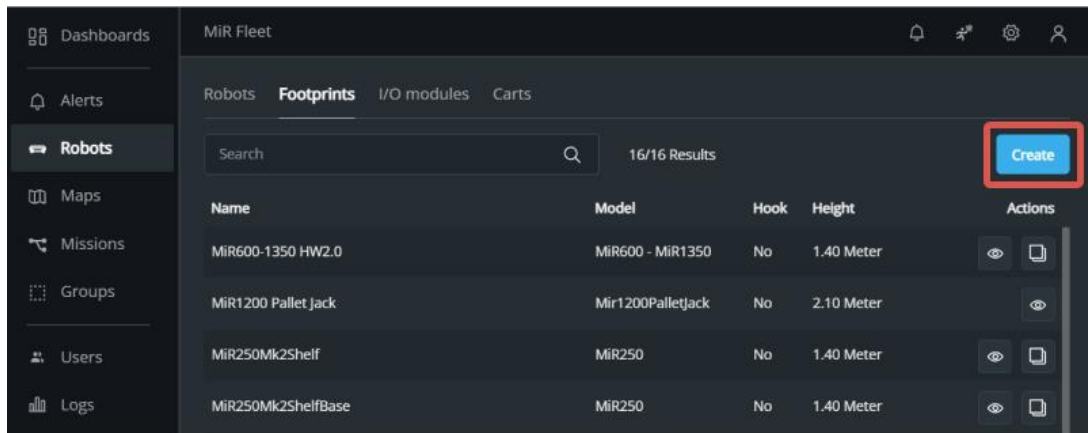 Dashboards
Alerts
Robots
Maps
Missions
Groups
Users
Logs
MiR Fleet
Robots Footprints I/O modules Carts
Search 16/16 Results Create
Name Model Hook Height Actions
MiR600-1350 HW2.0 MiR600 - MiR1350 No 1.40 Meter
MiR1200 Pallet Jack Mir1200PalletJack No 2.10 Meter
MiR250Mk2Shelf MiR250 No 1.40 Meter
MiR250Mk2ShelfBase MiR250 No 1.40 Meter